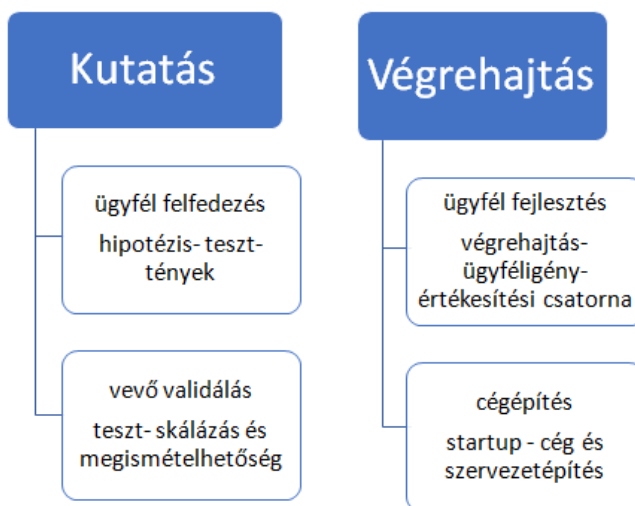 Kutatás
ügyfél felfedezés
hipotézis- teszt-
tények
vevő validálás
teszt- skálázás és
megismételhetőség
Végrehajtás
ügyfél fejlesztés
végrehajtás-
ügyféligény-
értékesítési csatorna
cégépítés
startup - cég és
szervezetépítés